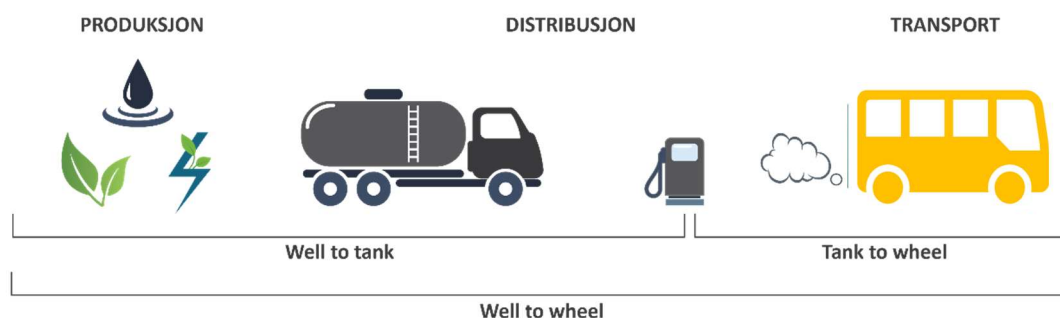 PRODUKSJON
DISTRIBUSJON
TRANSPORT
Well to tank
Tank to wheel
Well to wheel